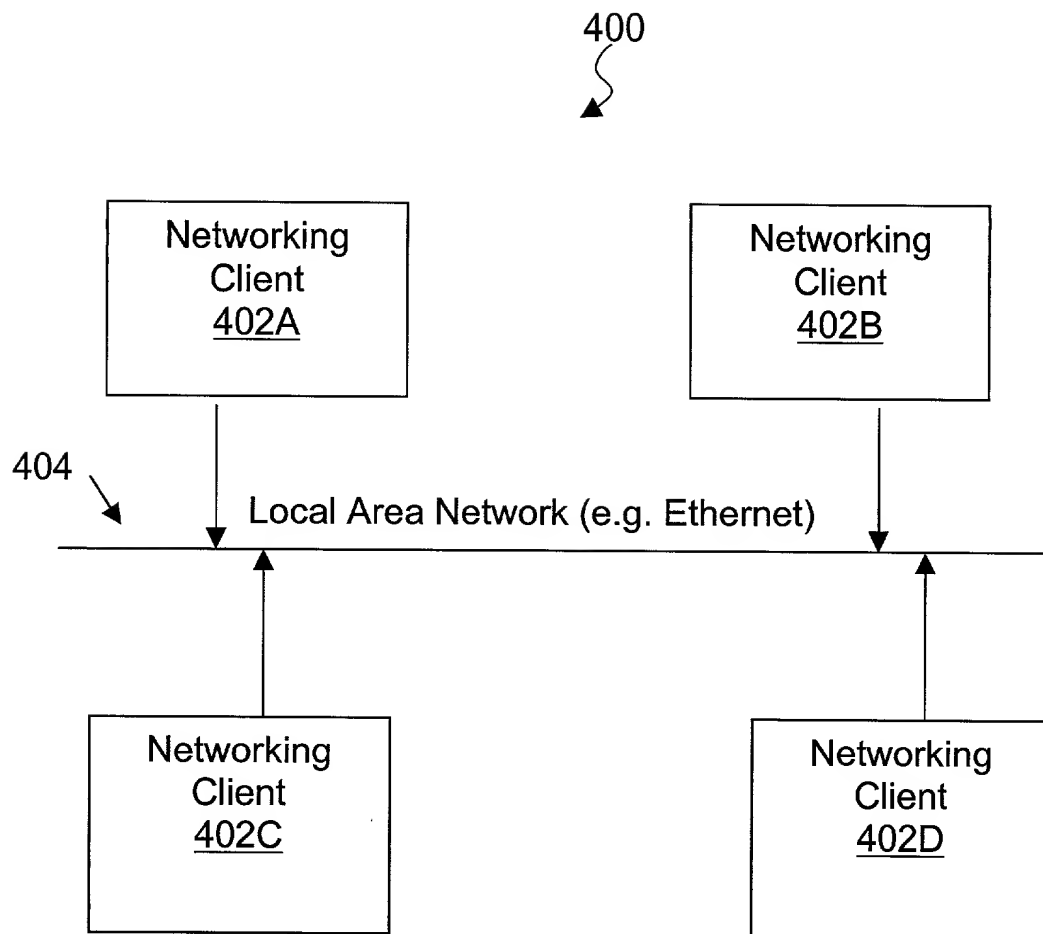 400
Networking
Client
402A
Networking
Client
402B
404
Local Area Network (e.g. Ethernet)
Networking
Client
402C
Networking
Client
402D